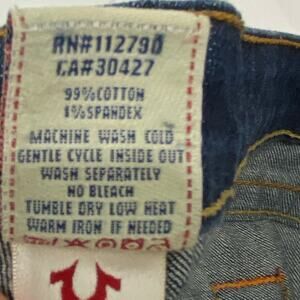 RN#112790
CA#30427
99%COTTON
1%SPANDEX
MACHINE WASH COLD
GENTLE CYCLE INSIDE OUT
WASH SEPARATELY
NO BLEACH
TUMBLE DRY LOW HEAT
WARM IRON IF NEEDED